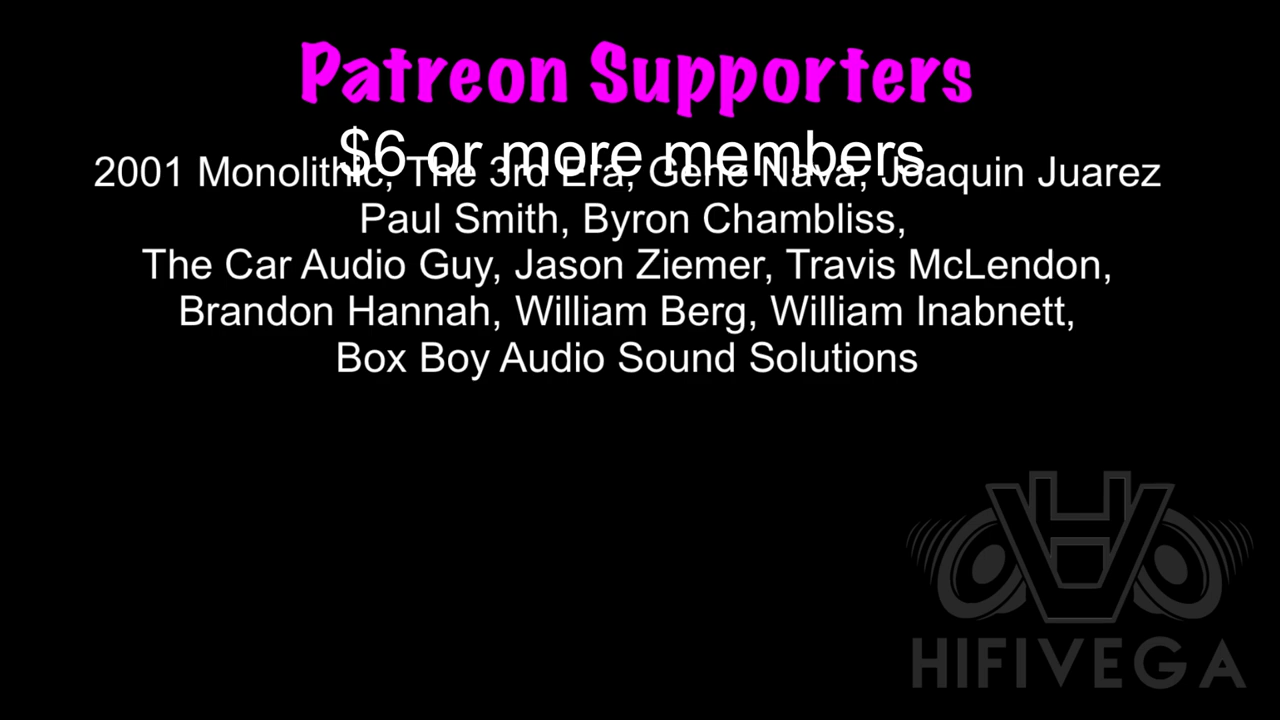 Patreon Supporters
$6 or more members
2001 Monolithic, The 3rd Era, Gene Nava, Joaquin Juarez
Paul Smith, Byron Chambliss,
The Car Audio Guy, Jason Ziemer, Travis McLendon,
Brandon Hannah, William Berg, William Inabnett,
Box Boy Audio Sound Solutions
HIFIVEGA